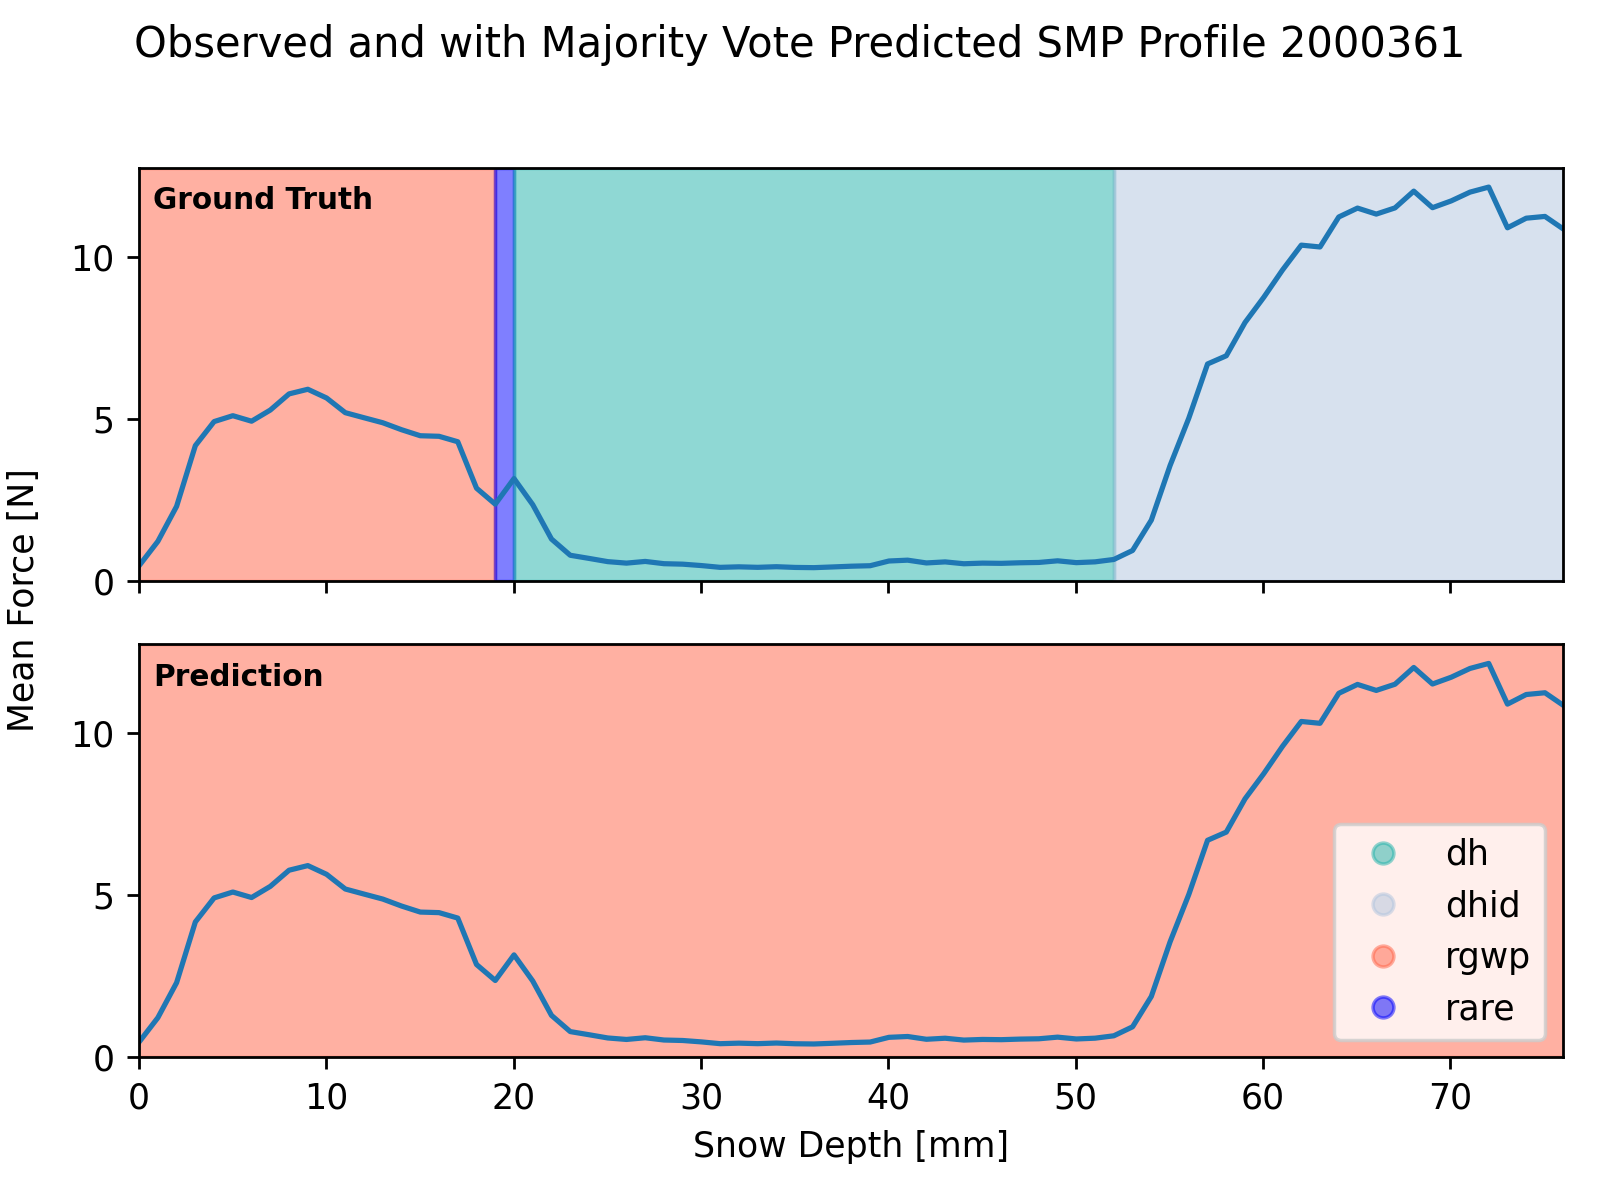 Observed and with Majority Vote Predicted SMP Profile 2000361
Ground Truth
10
5
0
Mean Force [N]
Prediction
10
5
0
dh
dhid
rgwp
rare
0 10 20 30 40 50 60 70
Snow Depth [mm]